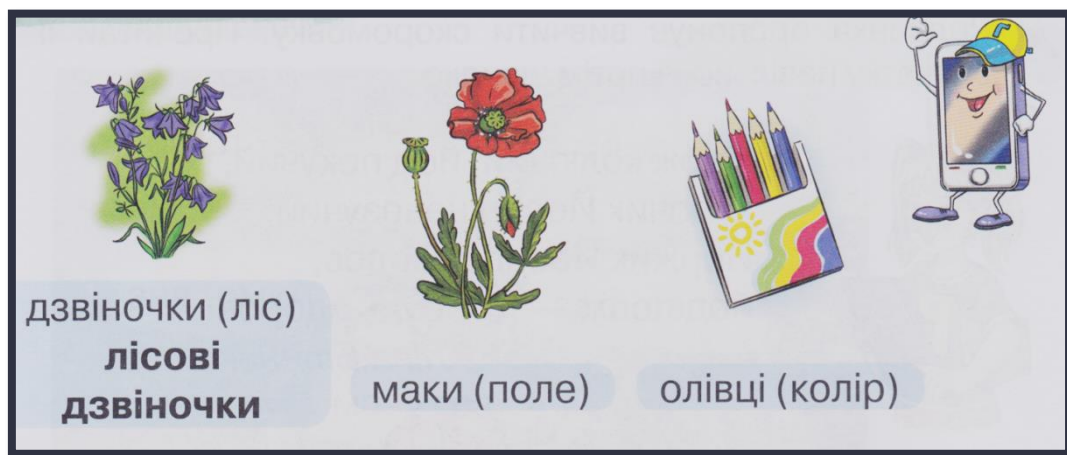 дзвіночки (ліс)
лісові
дзвіночки
маки (поле)
олівці (колір)